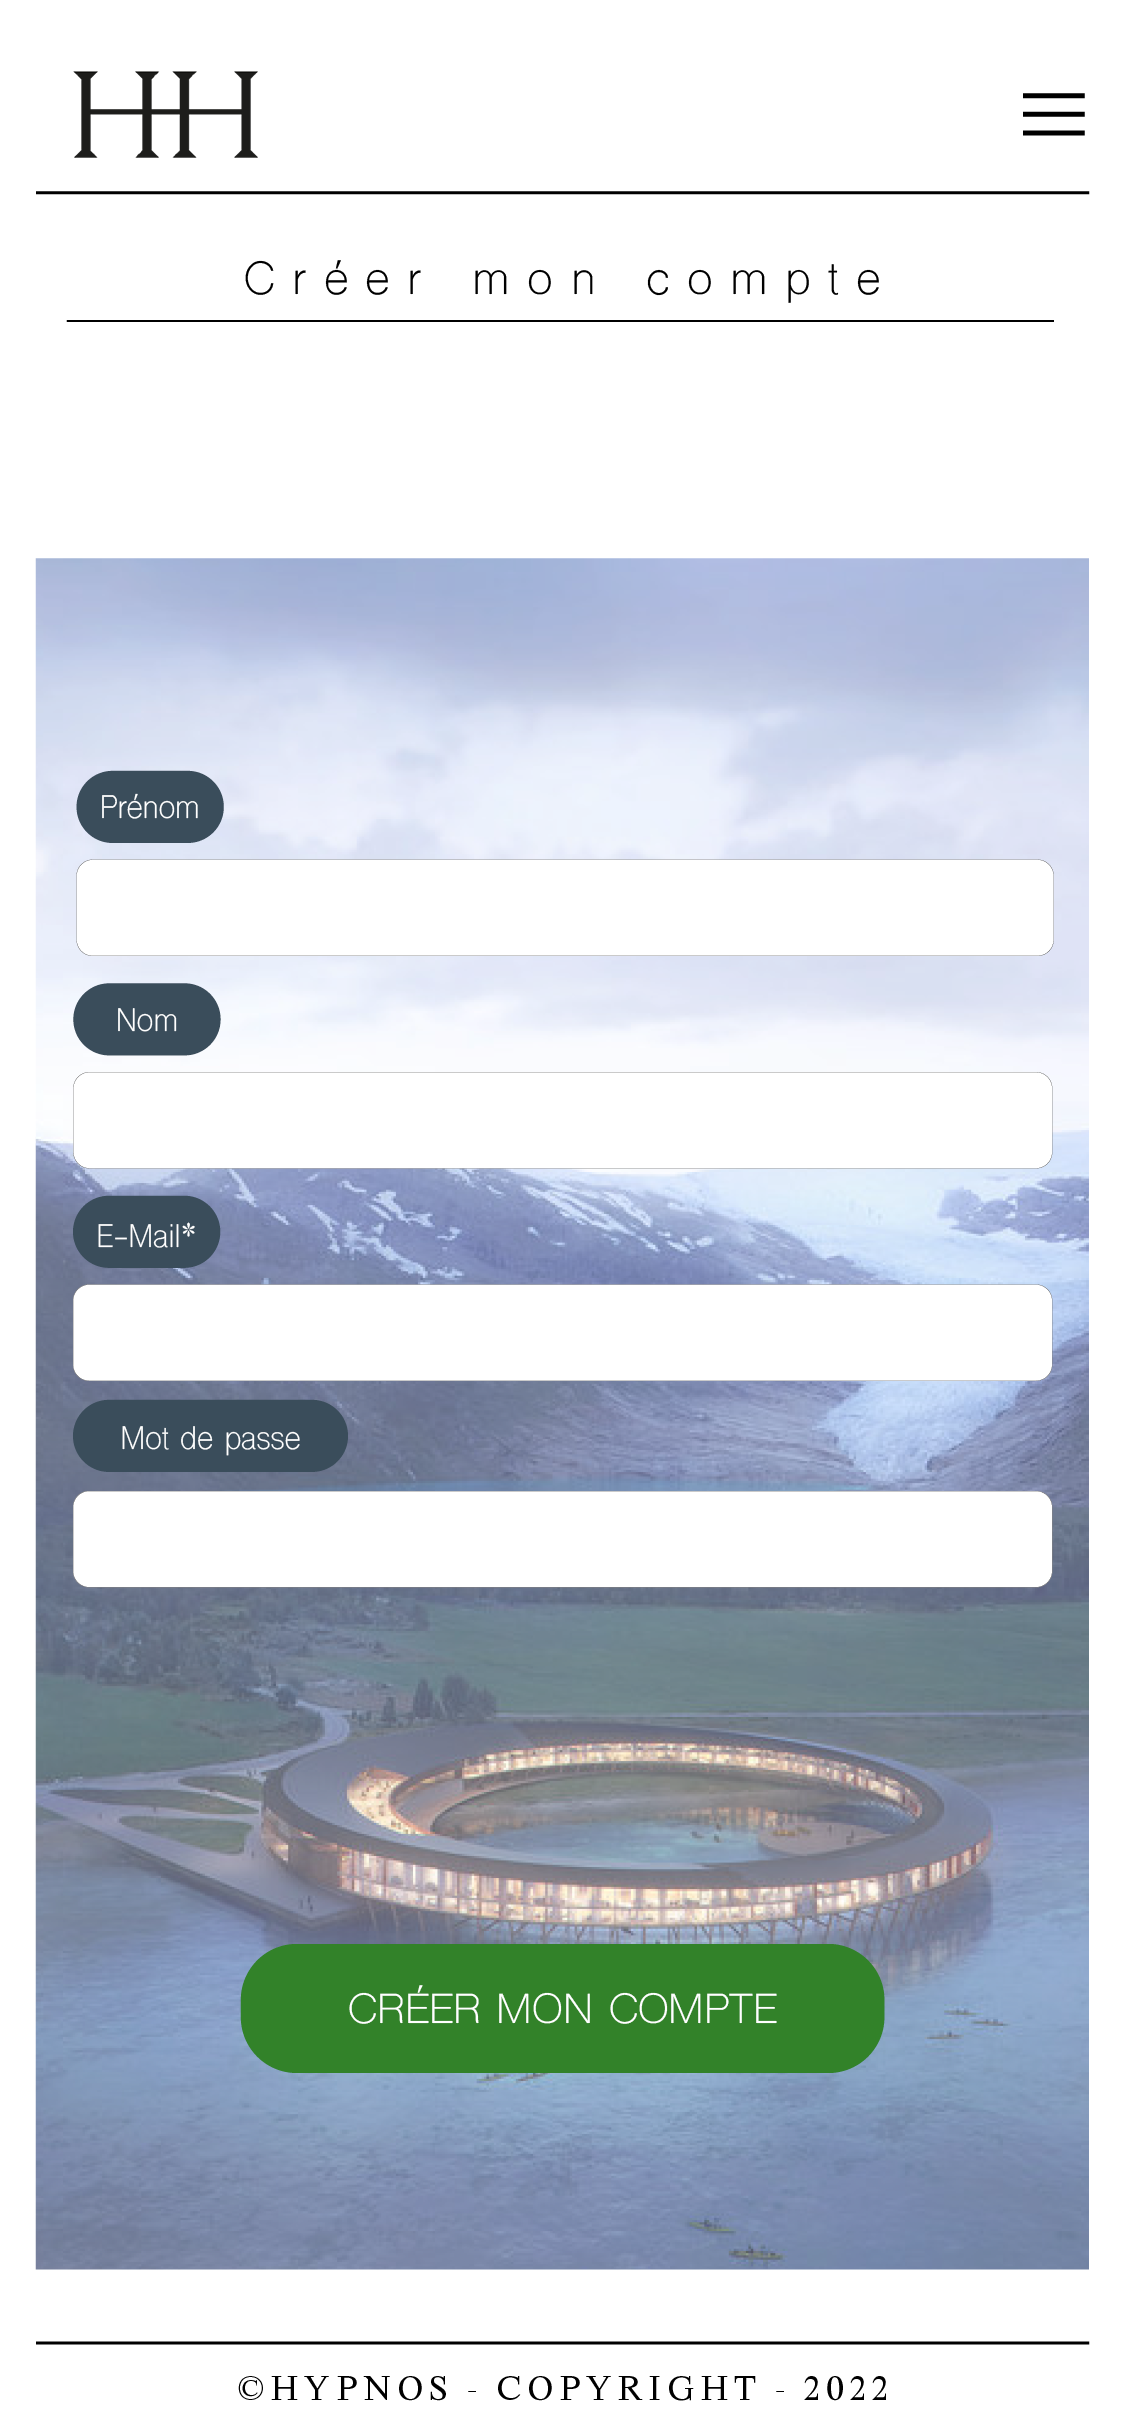 HH
Créer mon compte
Prénom
Nom
E-Mail*
Mot de passe
CRÉER MON COMPTE
©HYPNOS - COPYRIGHT - 2022